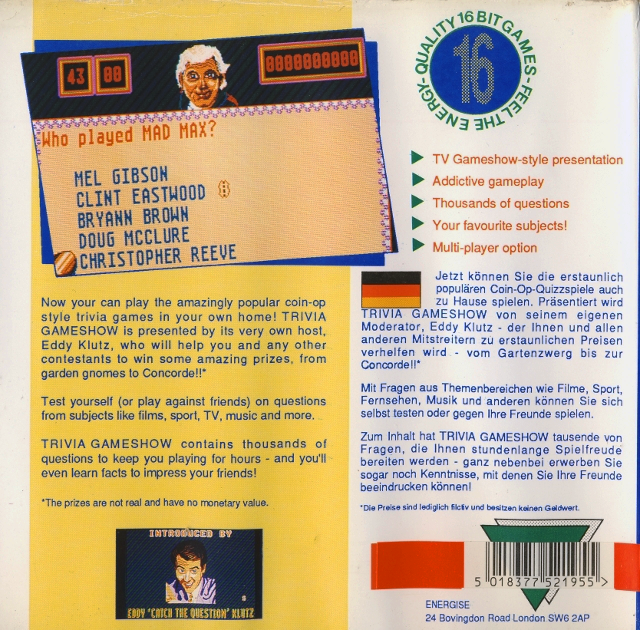 43 00
0000000000
Who played MAD MAX?
MEL GIBSON
CLINT EASTWOOD
BRYANN BROWN
DOUG MCCLURE
CHRISTOPHER REEVE
QUALITY 16 BIT GAMES - FEEL THE ENERGY -
16
TV Gameshow-style presentation
Addictive gameplay
Thousands of questions
Your favourite subjects!
Multi-player option
Now your can play the amazingly popular coin-op
style trivia games in your own home! TRIVIA
GAMESHOW is presented by its very own host,
Eddy Klutz, who will help you and any other
contestants to win some amazing prizes, from
garden gnomes to Concorde!!*
Test yourself (or play against friends) on questions
from subjects like films, sport, TV, music and more.
TRIVIA GAMESHOW contains thousands of
questions to keep you playing for hours - and you'll
even learn facts to impress your friends!
*The prizes are not real and have no monetary value.
INTRODUCED BY
EDDY 'CATCH THE QUESTION' KLUTZ
Jetzt können Sie die erstaunlich
populären Coin-Op-Quizzspiele auch
zu Hause spielen. Präsentiert wird
TRIVIA GAMESHOW von seinem eigenen
Moderator, Eddy Klutz - der Ihnen und allen
anderen Mitstreitern zu erstaunlichen Preisen
verhelfen wird - vom Gartenzwerg bis zur
Concorde!!*
Mit Fragen aus Themenbereichen wie Filme, Sport,
Fernsehen, Musik und anderen können Sie sich
selbst testen oder gegen Ihre Freunde spielen.
Zum Inhalt hat TRIVIA GAMESHOW tausende von
Fragen, die Ihnen stundenlange Spielfreude
bereiten werden - ganz nebenbei erwerben Sie
sogar noch Kenntnisse, mit denen Sie Ihre Freunde
beeindrucken können!
*Die Preise sind lediglich fictiv und besitzen keinen Geldwert.
5 018377 521955 >
ENERGISE
24 Bovingdon Road London SW6 2AP